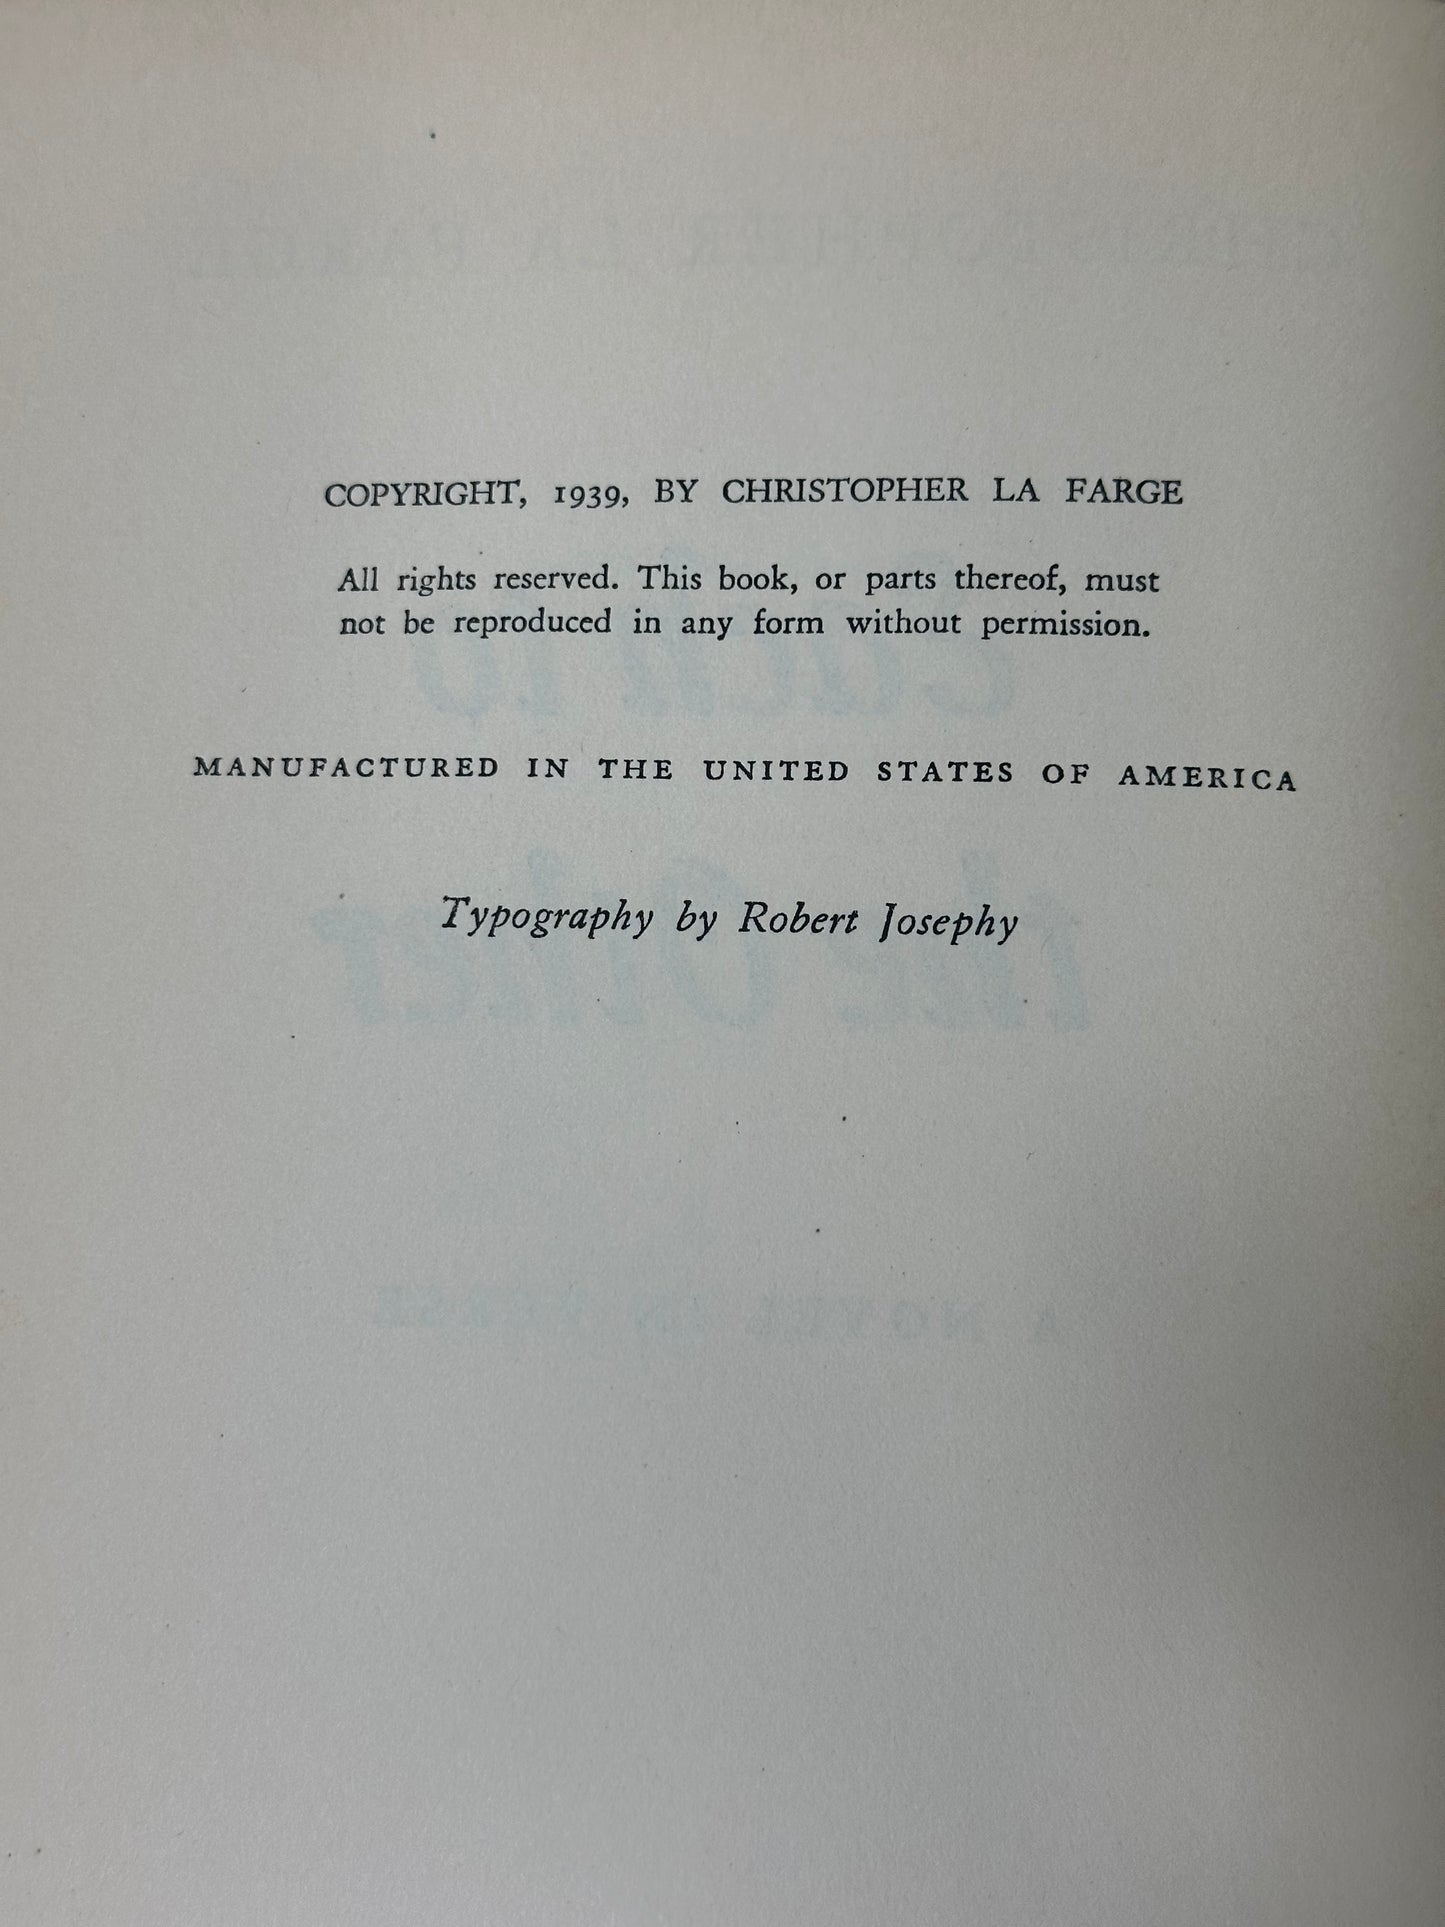 COPYRIGHT, 1939, BY CHRISTOPHER LA FARGE
All rights reserved. This book, or parts thereof, must
not be reproduced in any form without permission.
MANUFACTURED IN THE UNITED STATES OF AMERICA
Typography by Robert Josephy